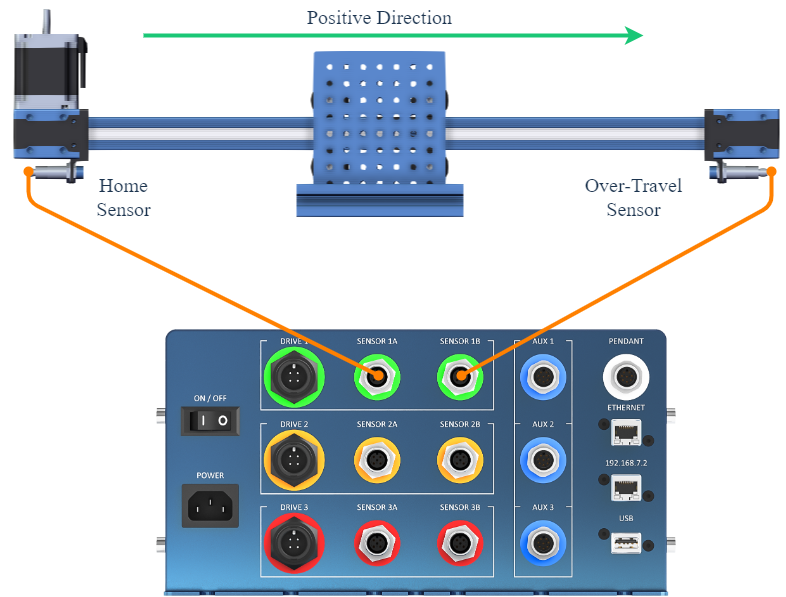 Positive Direction
Home
Sensor
Over-Travel
Sensor
DRIVE 1
SENSOR 1A
SENSOR 1B
AUX 1
PENDANT
ON / OFF
ETHERNET
DRIVE 2
SENSOR 2A
SENSOR 2B
AUX 2
192.168.7.2
POWER
DRIVE 3
SENSOR 3A
SENSOR 3B
AUX 3
USB